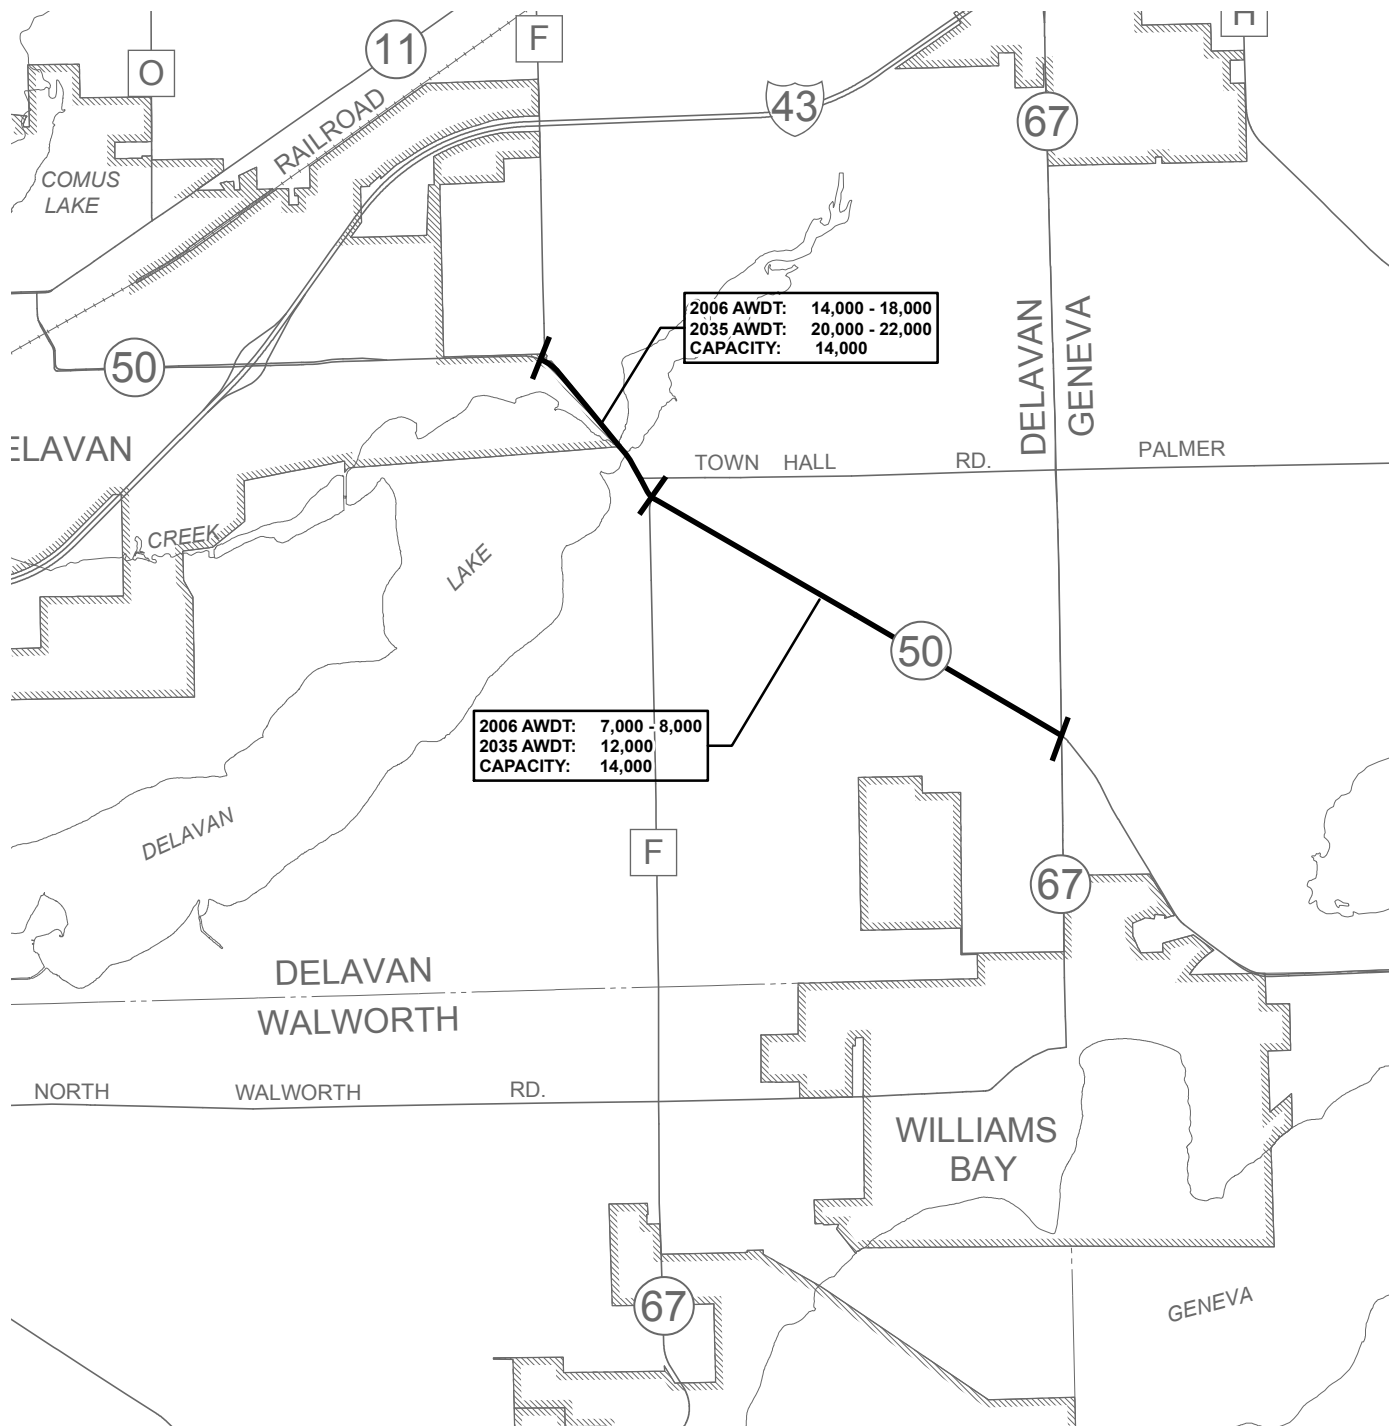 F
H
11
O
43
67
RAILROAD
COMUS
LAKE
2006 AWDT: 14,000 - 18,000
2035 AWDT: 20,000 - 22,000
CAPACITY: 14,000
DELAVAN
GENEVA
50
ELAVAN
TOWN HALL RD.
PALMER
CREEK
LAKE
50
2006 AWDT: 7,000 - 8,000
2035 AWDT: 12,000
CAPACITY: 14,000
DELAVAN
F
67
DELAVAN
WALWORTH
NORTH WALWORTH RD.
WILLIAMS
BAY
67
GENEVA